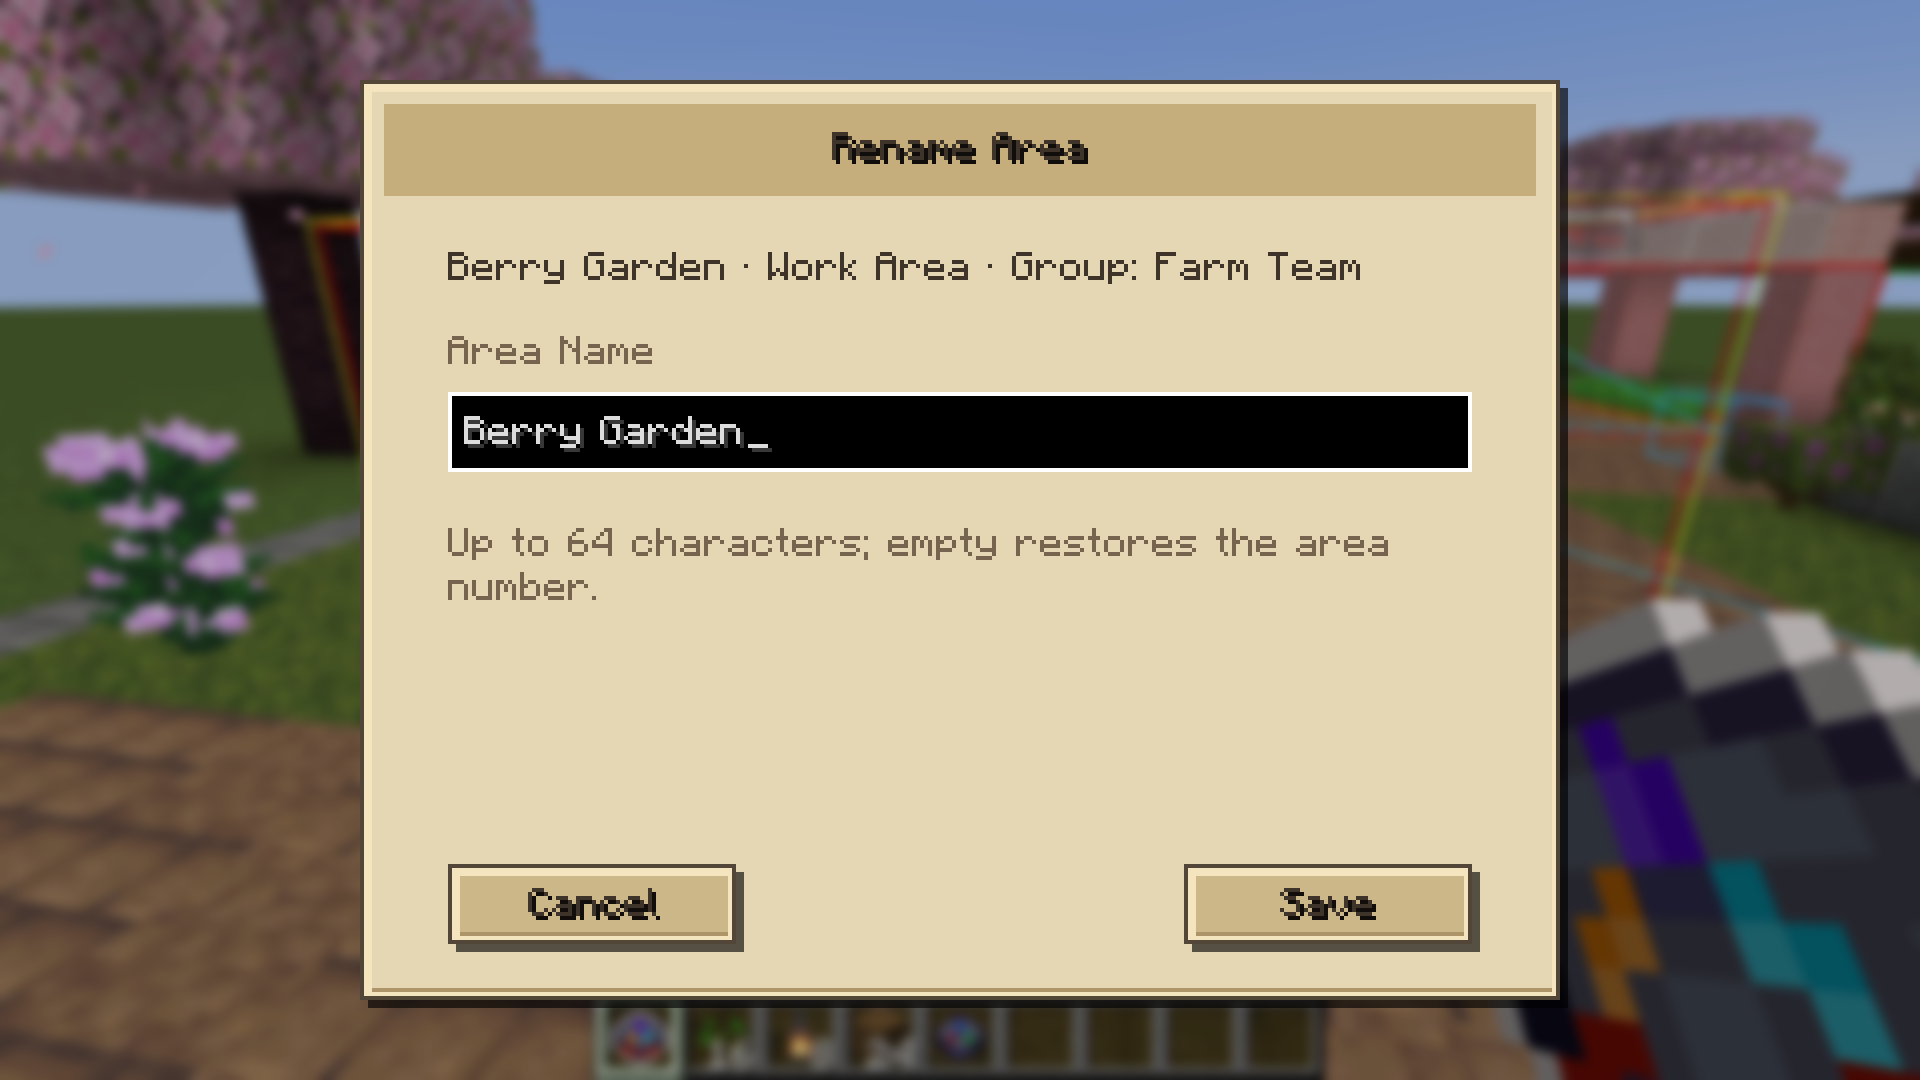 Rename Area
Berry Garden · Work Area · Group: Farm Team
Area Name
Berry Garden_
Up to 64 characters; empty restores the area
number.
Cancel
Save